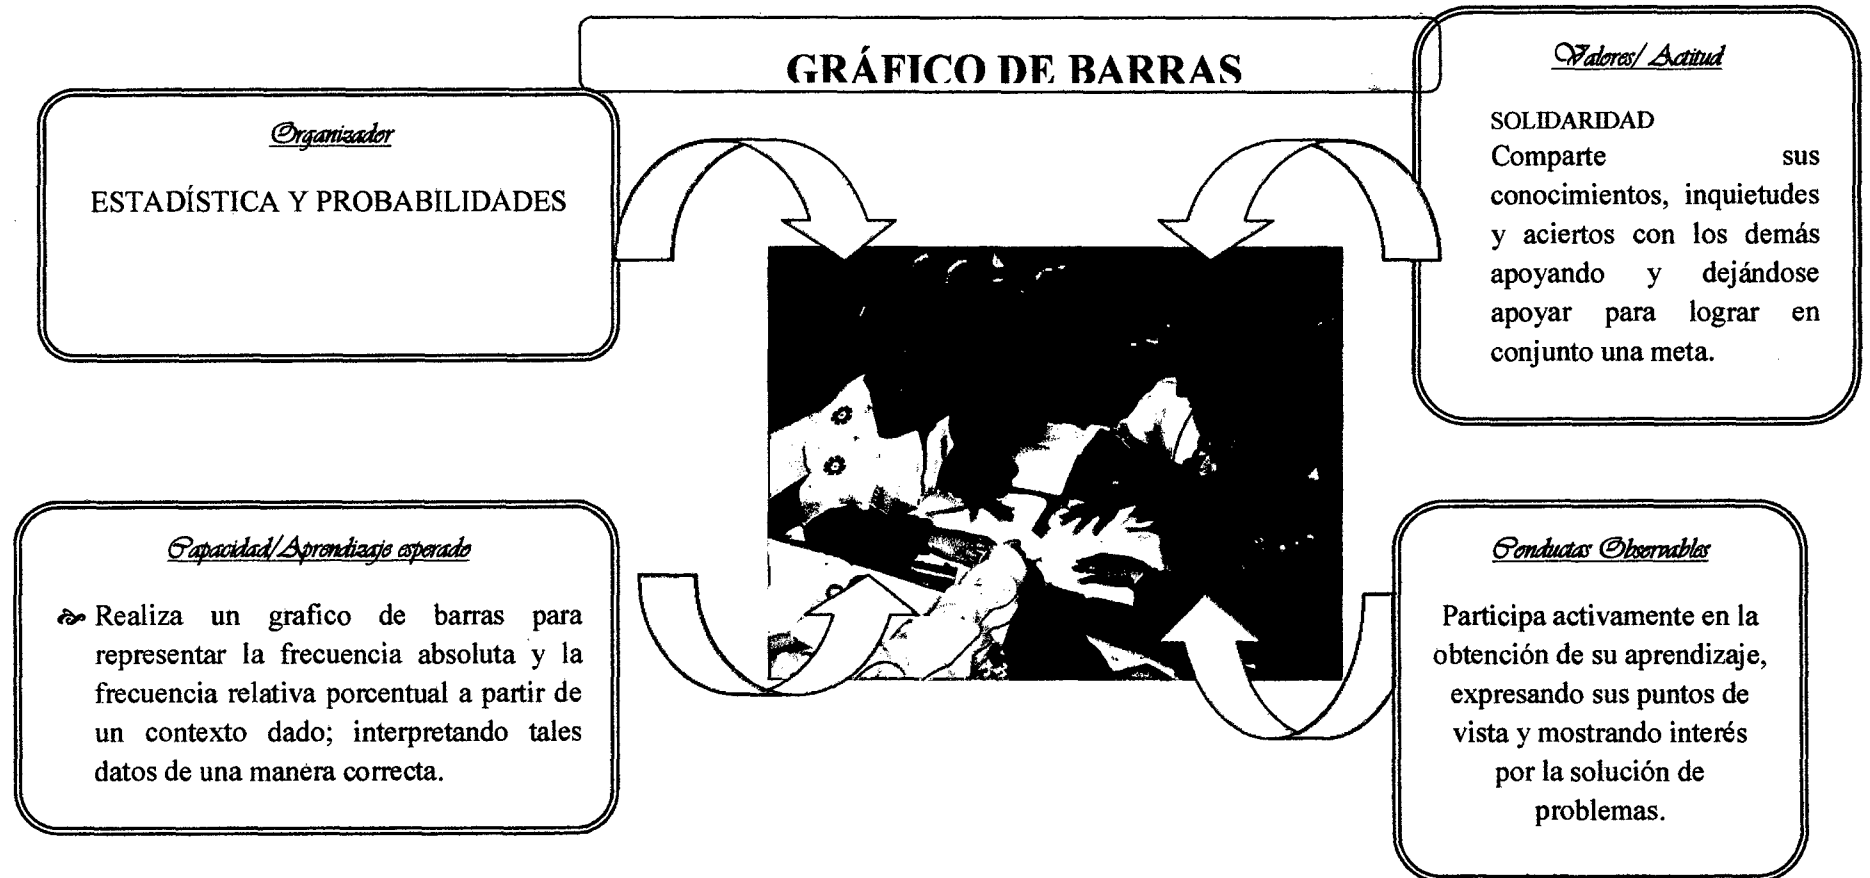 GRÁFICO DE BARRAS
Organizador
ESTADÍSTICA Y PROBABILIDADES
Valores/ Actitud
SOLIDARIDAD
Comparte sus
conocimientos, inquietudes
y aciertos con los demás
apoyando y dejándose
apoyar para lograr en
conjunto una meta.
Capacidad/Aprendizaje esperado
Realiza un grafico de barras para
representar la frecuencia absoluta y la
frecuencia relativa porcentual a partir de
un contexto dado; interpretando tales
datos de una manera correcta.
Conductas Observables
Participa activamente en la
obtención de su aprendizaje,
expresando sus puntos de
vista y mostrando interés
por la solución de
problemas.